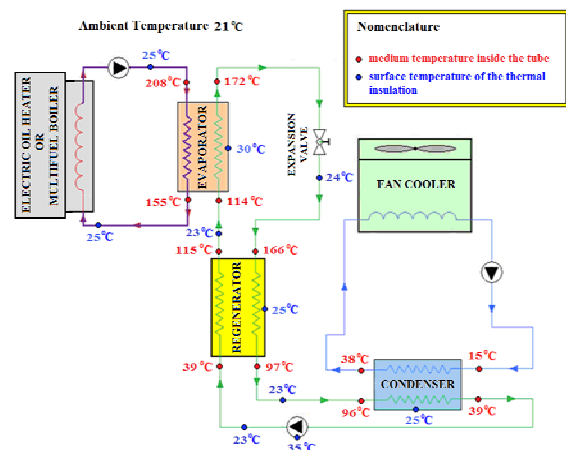 Ambient Temperature 21°C
Nomenclature
medium temperature inside the tube
surface temperature of the thermal
insulation
25°C
208°C
172°C
ELECTRIC OIL HEATER
OR
MULTIFUEL BOILER
EVAPORATOR
30°C
EXPANSION
VALVE
24°C
FAN COOLER
155°C
114°C
25°C
23°C
115°C
166°C
REGENERATOR
25°C
39°C
97°C
38°C
15°C
CONDENSER
23°C
96°C
25°C
39°C
23°C
35°C